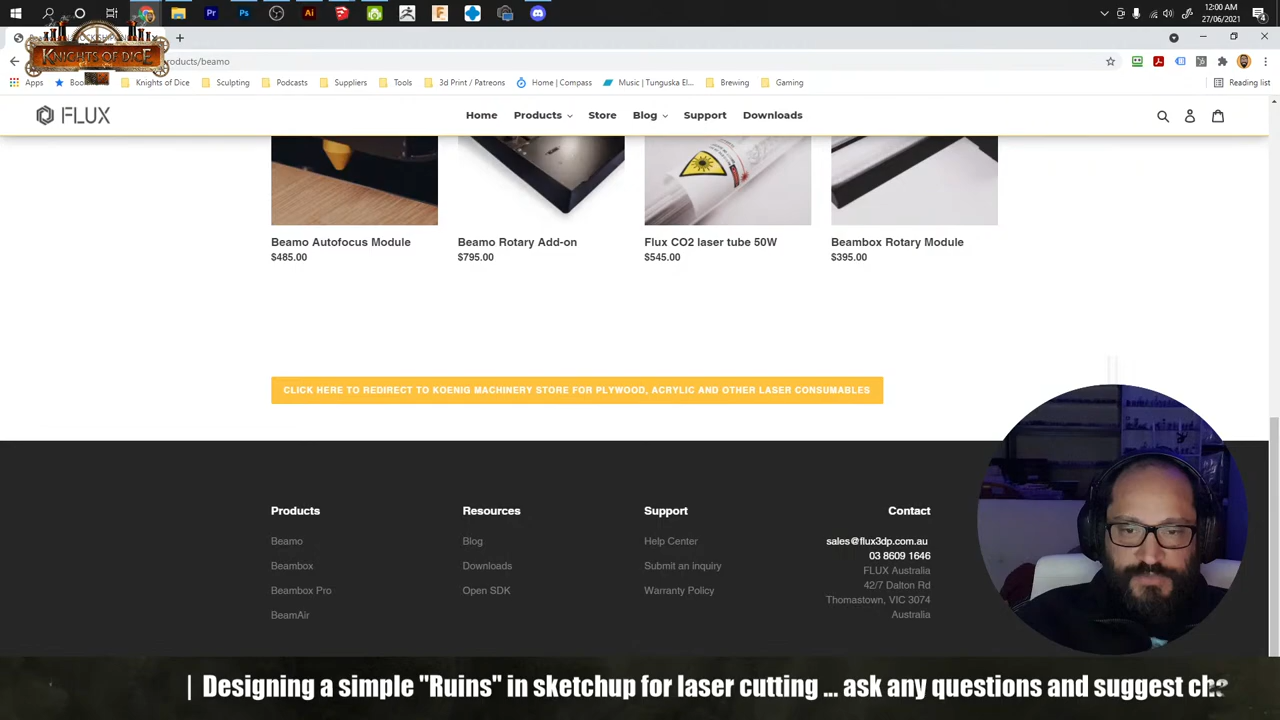 12:00 AM
27/06/2021
KNIGHTS OF DICE
roducts/beamo
Apps
Knights of Dice
Sculpting
Podcasts
Suppliers
Tools
3d Print / Patreons
Home | Compass
Music | Tunguska El...
Brewing
Gaming
Reading list
FLUX
Home
Products
Store
Blog
Support
Downloads
Beamo Autofocus Module
$485.00
Beamo Rotary Add-on
$795.00
Flux CO2 laser tube 50W
$545.00
Beambox Rotary Module
$395.00
CLICK HERE TO REDIRECT TO KOENIG MACHINERY STORE FOR PLYWOOD, ACRYLIC AND OTHER LASER CONSUMABLES
Products
Beamo
Beambox
Beambox Pro
BeamAir
Resources
Blog
Downloads
Open SDK
Support
Help Center
Submit an inquiry
Warranty Policy
Contact
sales@flux3dp.com.au
03 8609 1646
FLUX Australia
42/7 Dalton Rd
Thomastown, VIC 3074
Australia
| Designing a simple "Ruins" in sketchup for laser cutting ... ask any questions and suggest cha